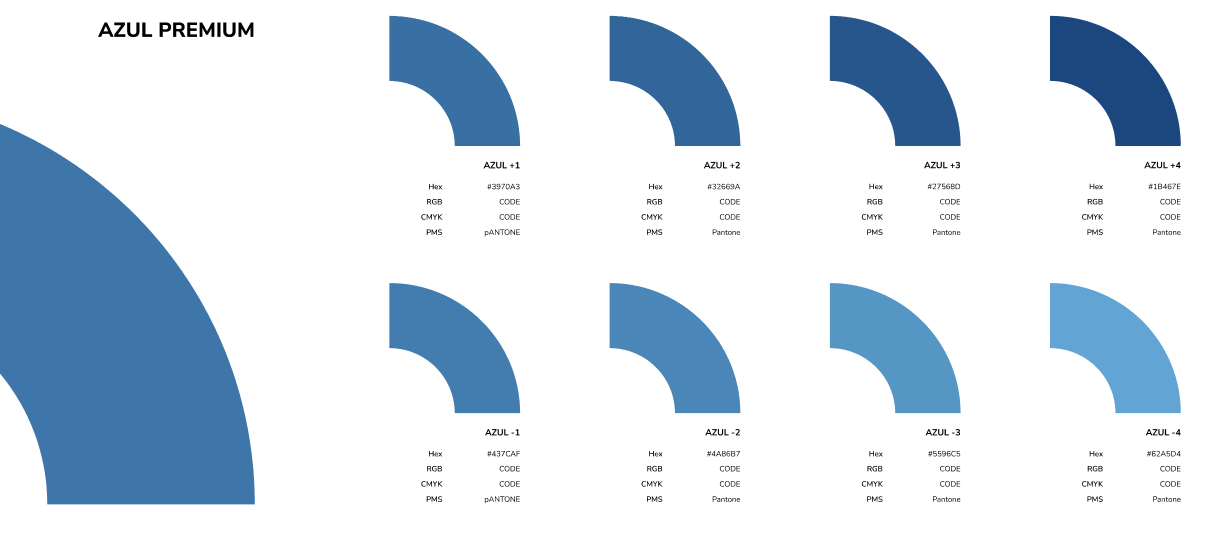 AZUL PREMIUM
AZUL +1
Hex #3970A3
RGB CODE
CMYK CODE
PMS pANTONE
AZUL +2
Hex #32669A
RGB CODE
CMYK CODE
PMS Pantone
AZUL +3
Hex #27568D
RGB CODE
CMYK CODE
PMS Pantone
AZUL +4
Hex #1B467E
RGB CODE
CMYK CODE
PMS Pantone
AZUL -1
Hex #437CAF
RGB CODE
CMYK CODE
PMS pANTONE
AZUL -2
Hex #4A86B7
RGB CODE
CMYK CODE
PMS Pantone
AZUL -3
Hex #5596C5
RGB CODE
CMYK CODE
PMS Pantone
AZUL -4
Hex #62A5D4
RGB CODE
CMYK CODE
PMS Pantone